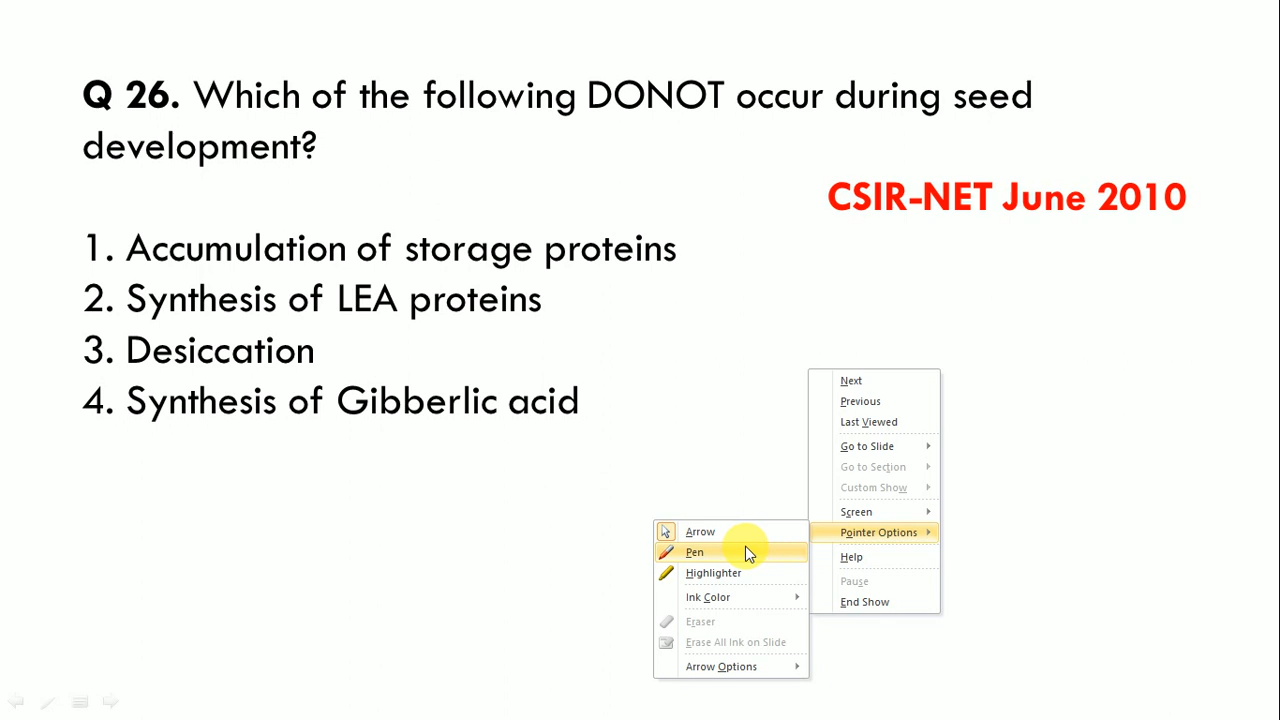 Q 26. Which of the following DONOT occur during seed
development?
CSIR-NET June 2010
1. Accumulation of storage proteins
2. Synthesis of LEA proteins
3. Desiccation
4. Synthesis of Gibberlic acid
Next
Previous
Last Viewed
Go to Slide
Go to Section
Custom Show
Screen
Pointer Options
Help
Pause
End Show
Arrow
Pen
Highlighter
Ink Color
Eraser
Erase All Ink on Slide
Arrow Options